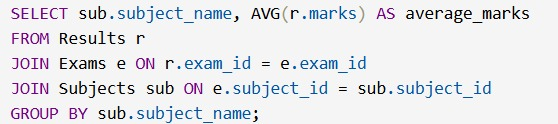 SELECT sub.subject_name, AVG(r.marks) AS average_marks
FROM Results r
JOIN Exams e ON r.exam_id = e.exam_id
JOIN Subjects sub ON e.subject_id = sub.subject_id
GROUP BY sub.subject_name;